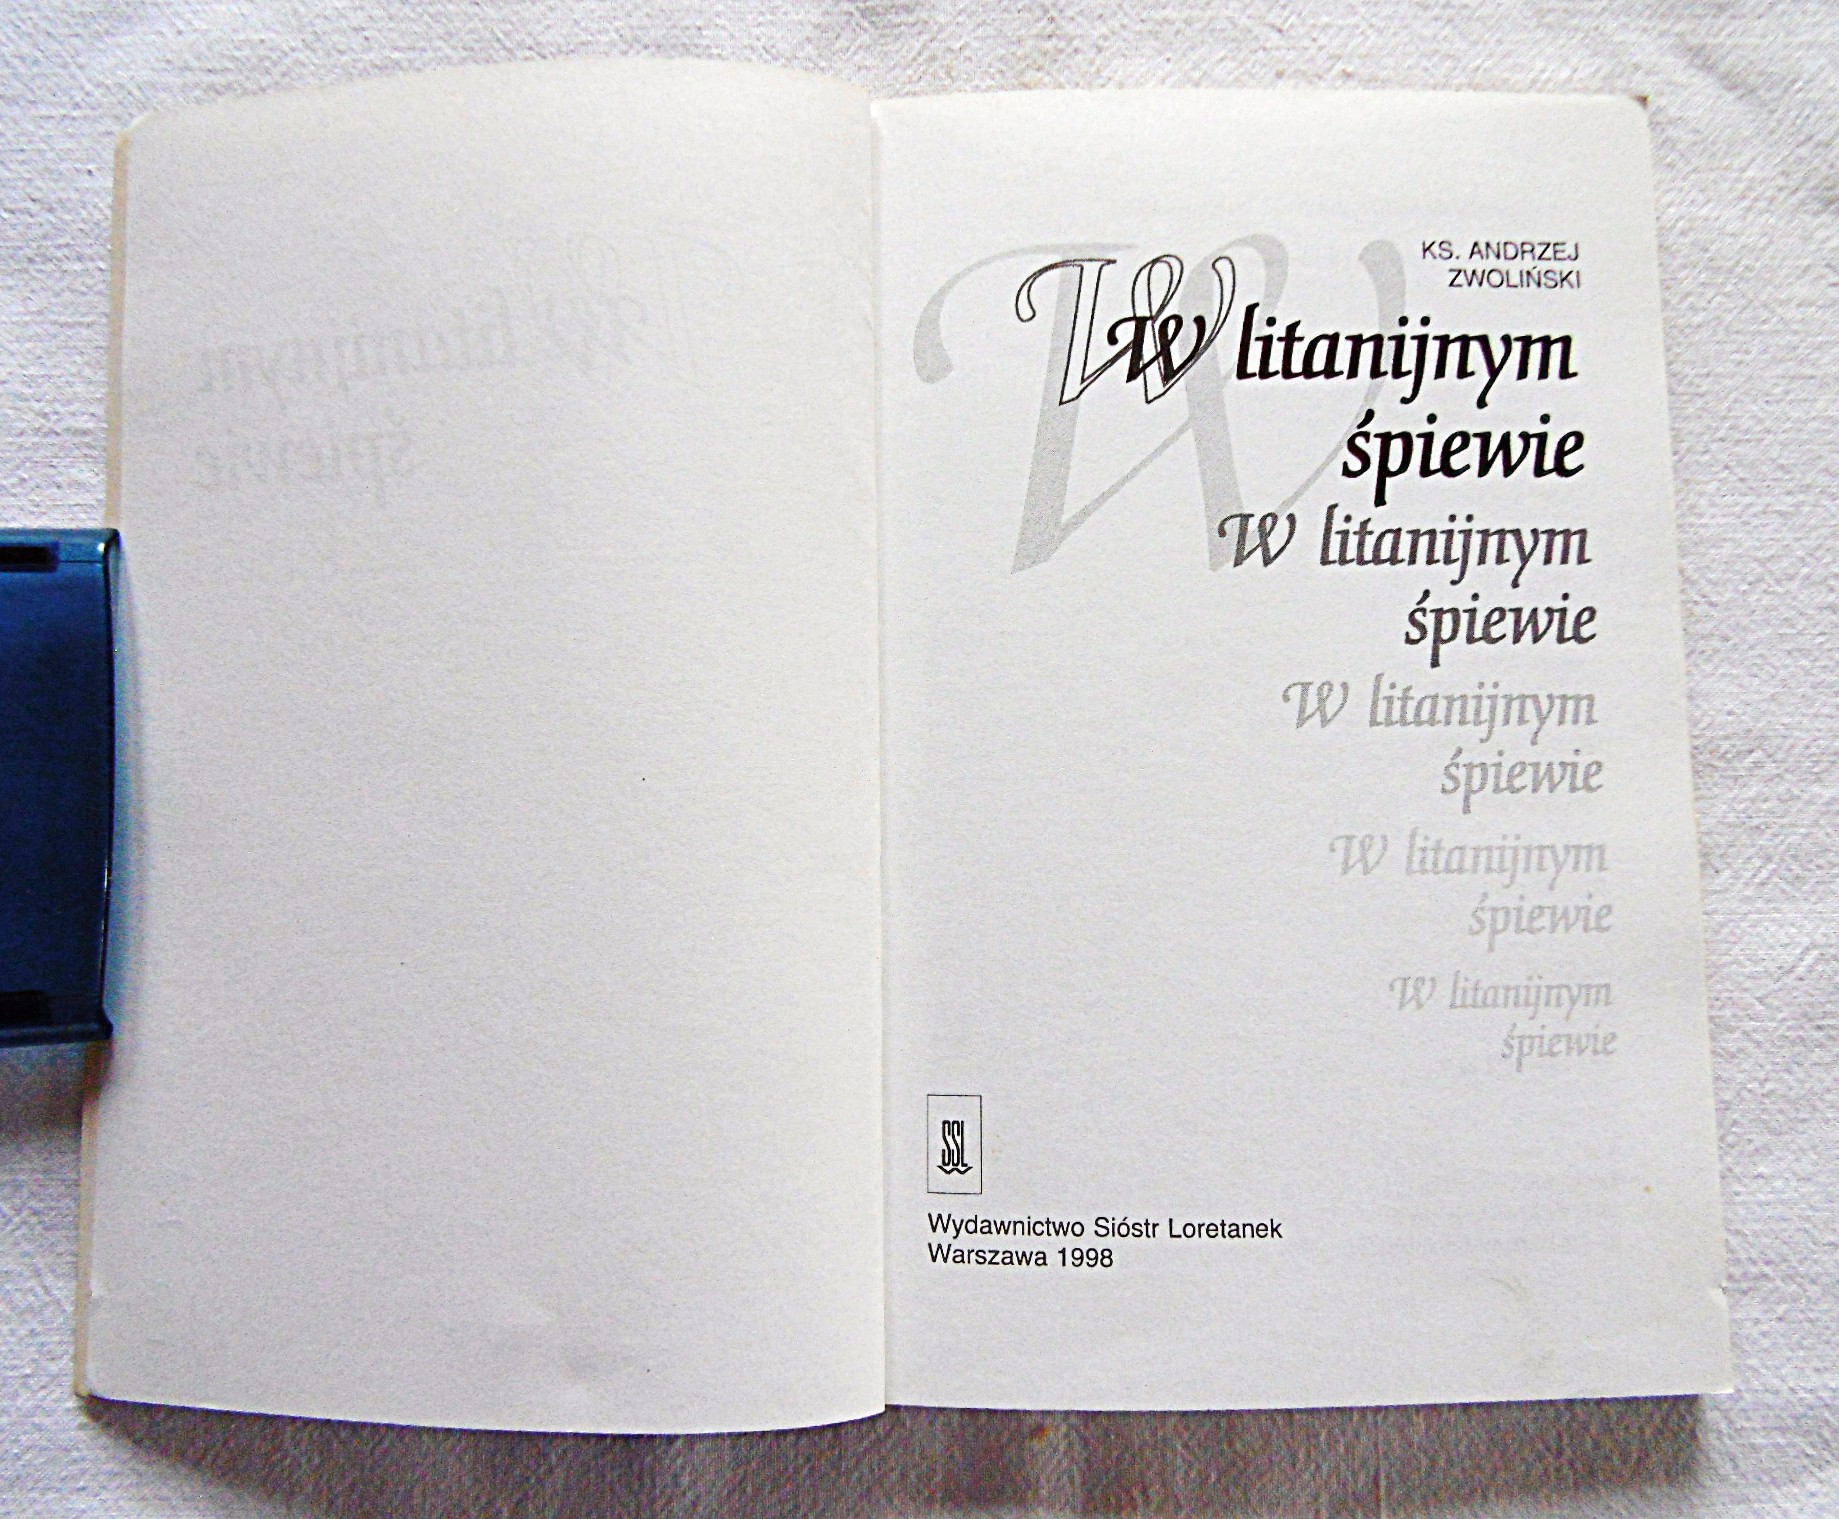 KS. ANDRZEJ
ZWOLIŃSKI
W litanijnym
śpiewie
W litanijnym
śpiewie
W litanijnym
śpiewie
W litanijnym
śpiewie
W litanijnym
śpiewie
SSL
Wydawnictwo Sióstr Loretanek
Warszawa 1998